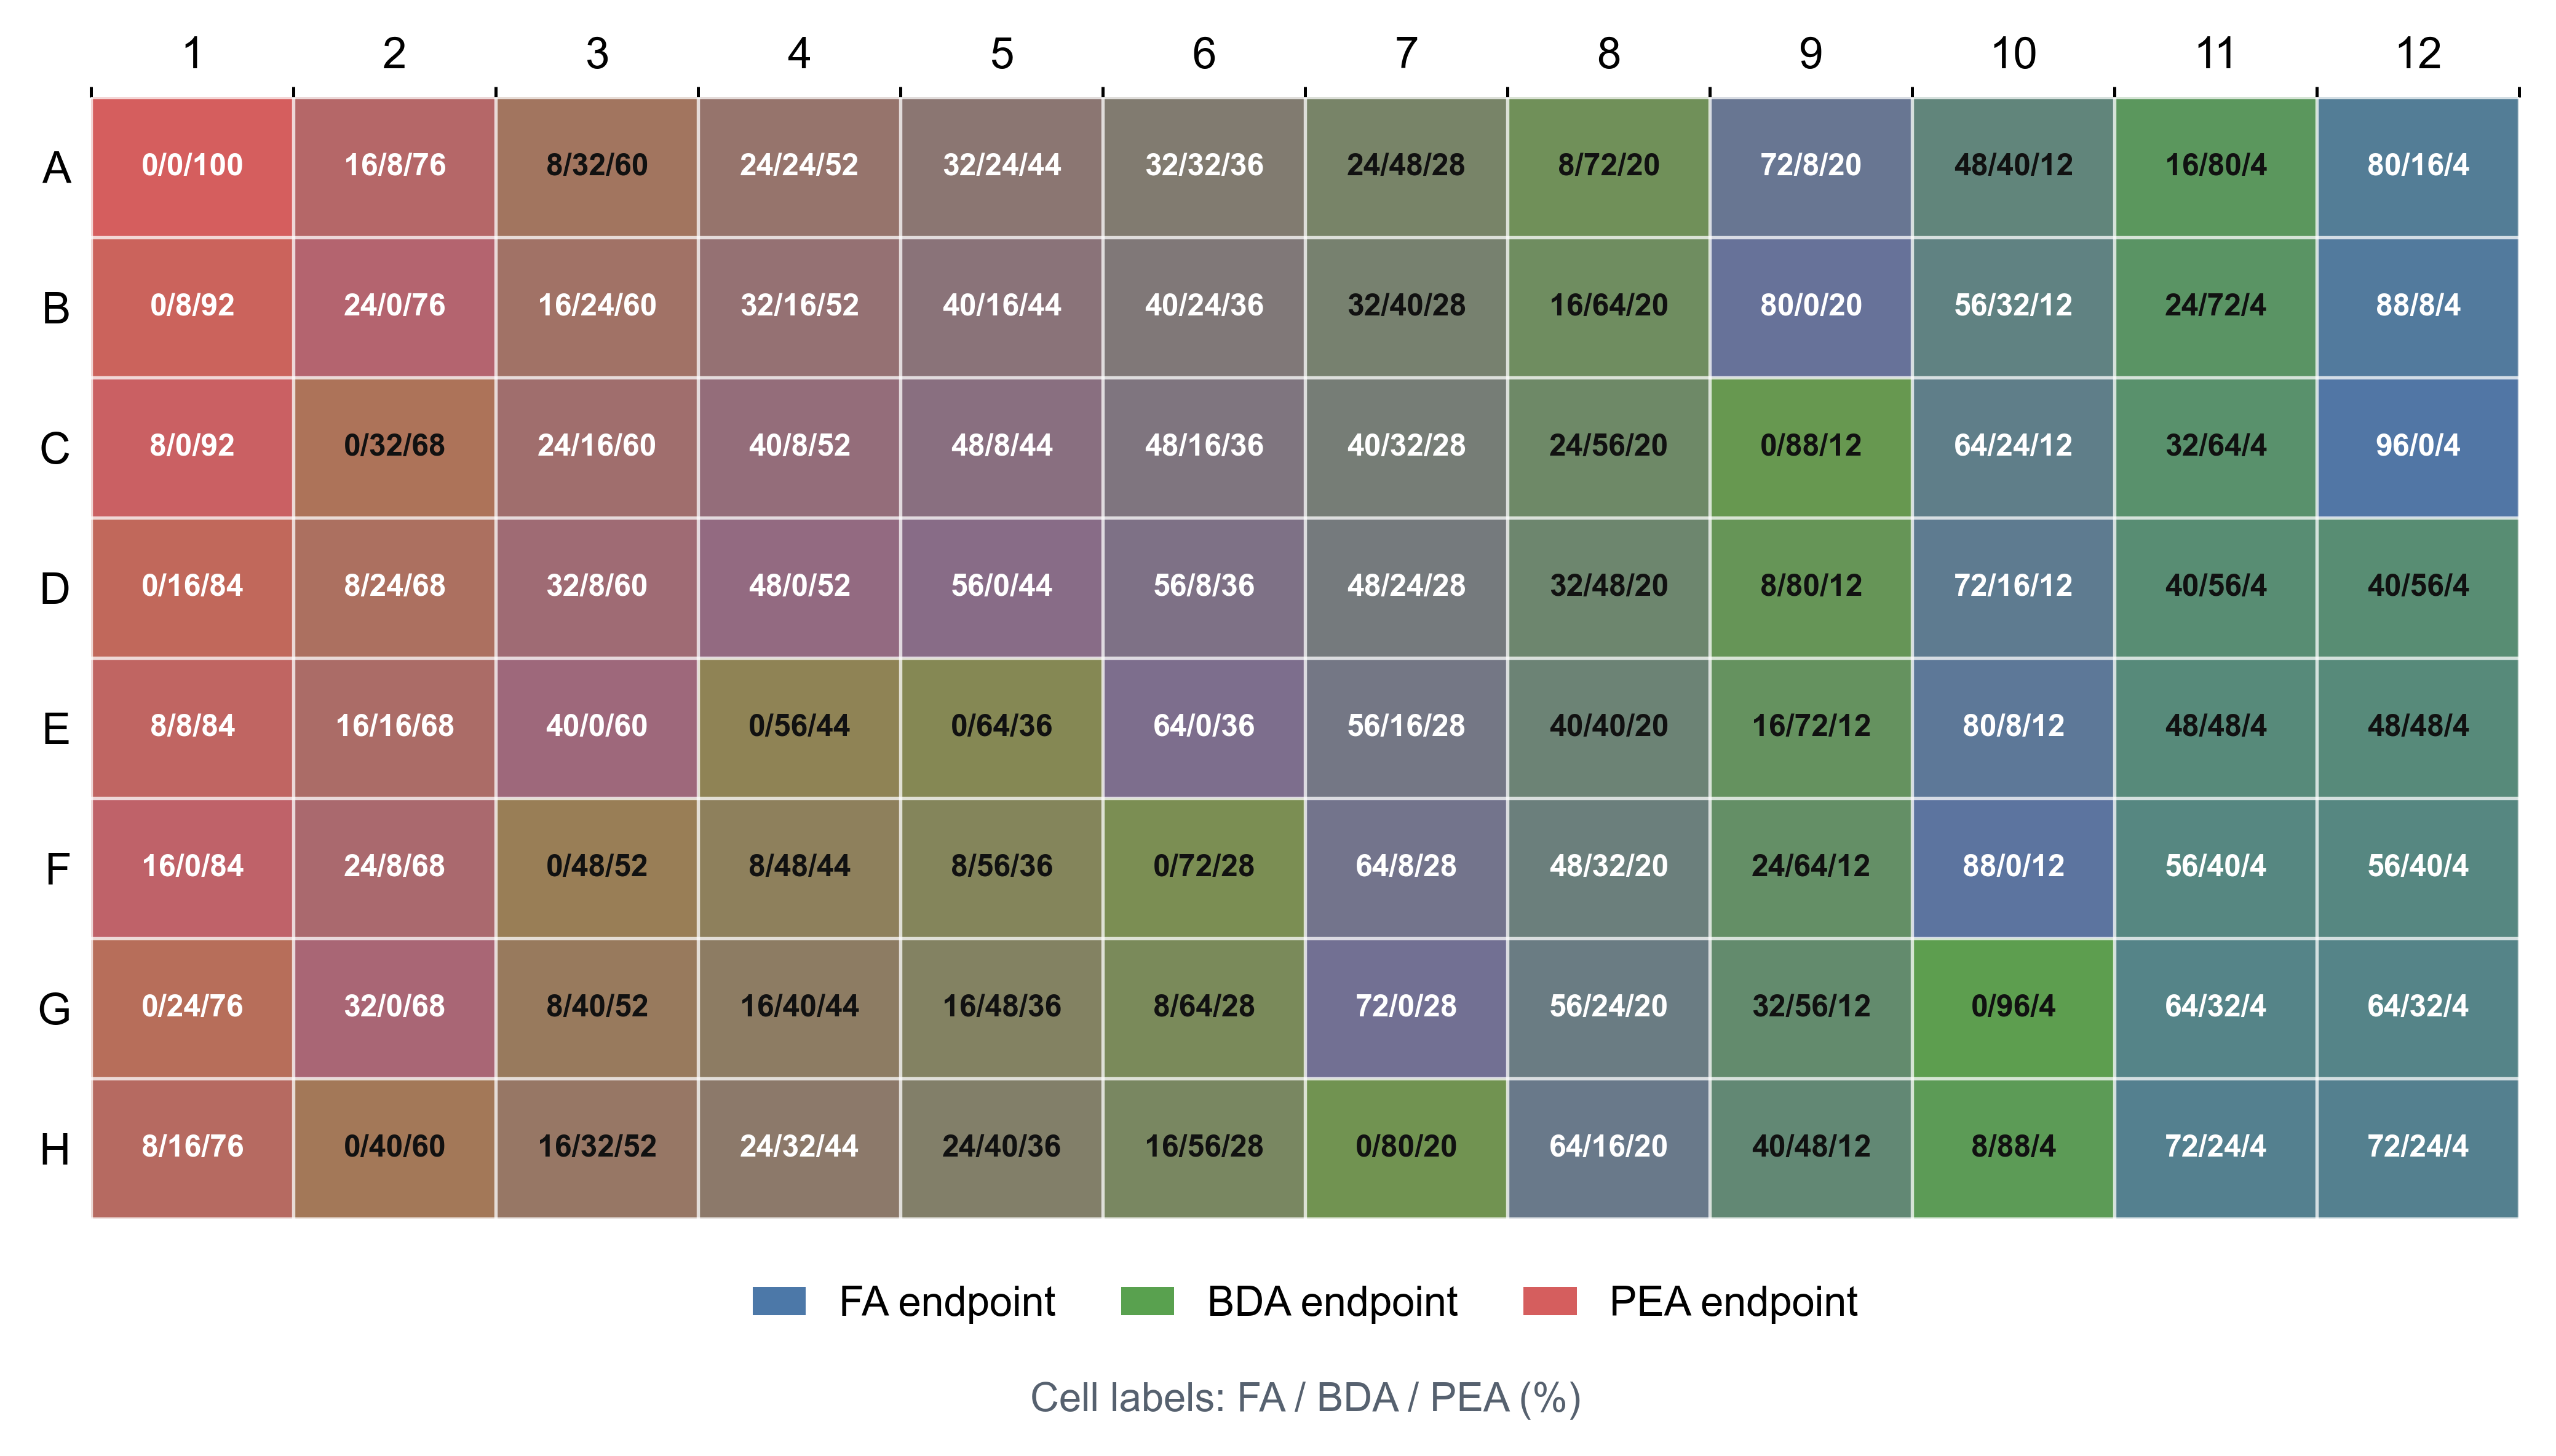 1 2 3 4 5 6 7 8 9 10 11 12
A 0/0/100 16/8/76 8/32/60 24/24/52 32/24/44 32/32/36 24/48/28 8/72/20 72/8/20 48/40/12 16/80/4 80/16/4
B 0/8/92 24/0/76 16/24/60 32/16/52 40/16/44 40/24/36 32/40/28 16/64/20 80/0/20 56/32/12 24/72/4 88/8/4
C 8/0/92 0/32/68 24/16/60 40/8/52 48/8/44 48/16/36 40/32/28 24/56/20 0/88/12 64/24/12 32/64/4 96/0/4
D 0/16/84 8/24/68 32/8/60 48/0/52 56/0/44 56/8/36 48/24/28 32/48/20 8/80/12 72/16/12 40/56/4 40/56/4
E 8/8/84 16/16/68 40/0/60 0/56/44 0/64/36 64/0/36 56/16/28 40/40/20 16/72/12 80/8/12 48/48/4 48/48/4
F 16/0/84 24/8/68 0/48/52 8/48/44 8/56/36 0/72/28 64/8/28 48/32/20 24/64/12 88/0/12 56/40/4 56/40/4
G 0/24/76 32/0/68 8/40/52 16/40/44 16/48/36 8/64/28 72/0/28 56/24/20 32/56/12 0/96/4 64/32/4 64/32/4
H 8/16/76 0/40/60 16/32/52 24/32/44 24/40/36 16/56/28 0/80/20 64/16/20 40/48/12 8/88/4 72/24/4 72/24/4
FA endpoint BDA endpoint PEA endpoint
Cell labels: FA / BDA / PEA (%)